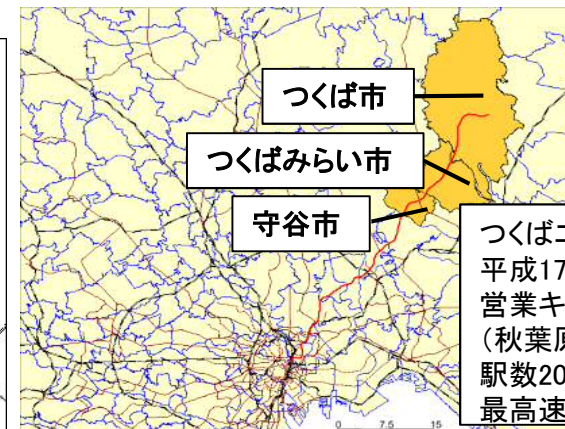 つくば市
つくばみらい市
守谷市
つくばエ
平成17
営業キ
（秋葉原
駅数20
最高速
0 7.5 15